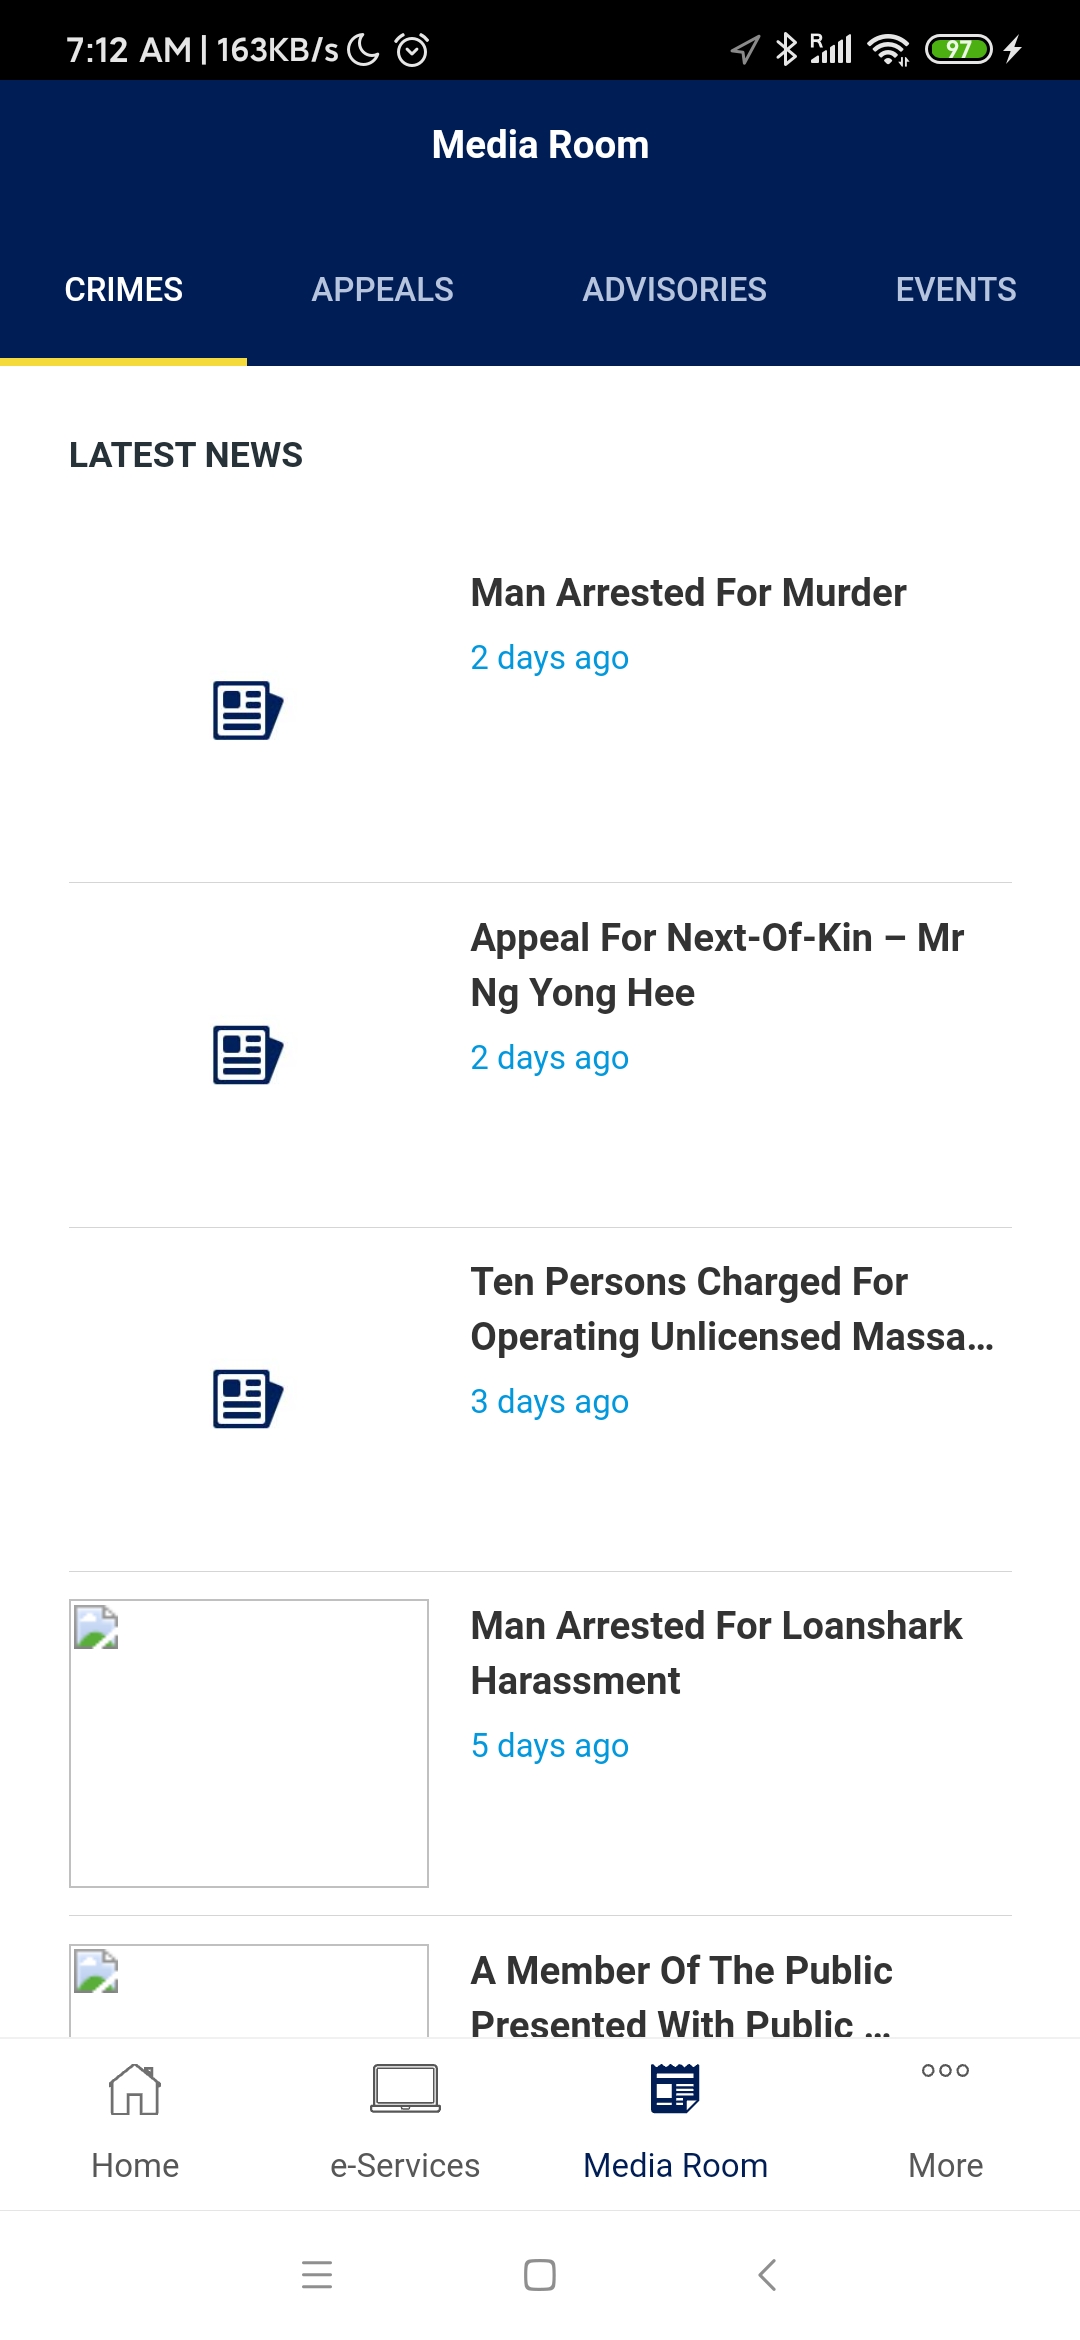 7:12 AM | 163KB/s
R
97
Media Room
CRIMES
APPEALS
ADVISORIES
EVENTS
LATEST NEWS
Man Arrested For Murder
2 days ago
Appeal For Next-Of-Kin – Mr
Ng Yong Hee
2 days ago
Ten Persons Charged For
Operating Unlicensed Massa...
3 days ago
Man Arrested For Loanshark
Harassment
5 days ago
A Member Of The Public
Presented With Public ...
Home
e-Services
Media Room
More